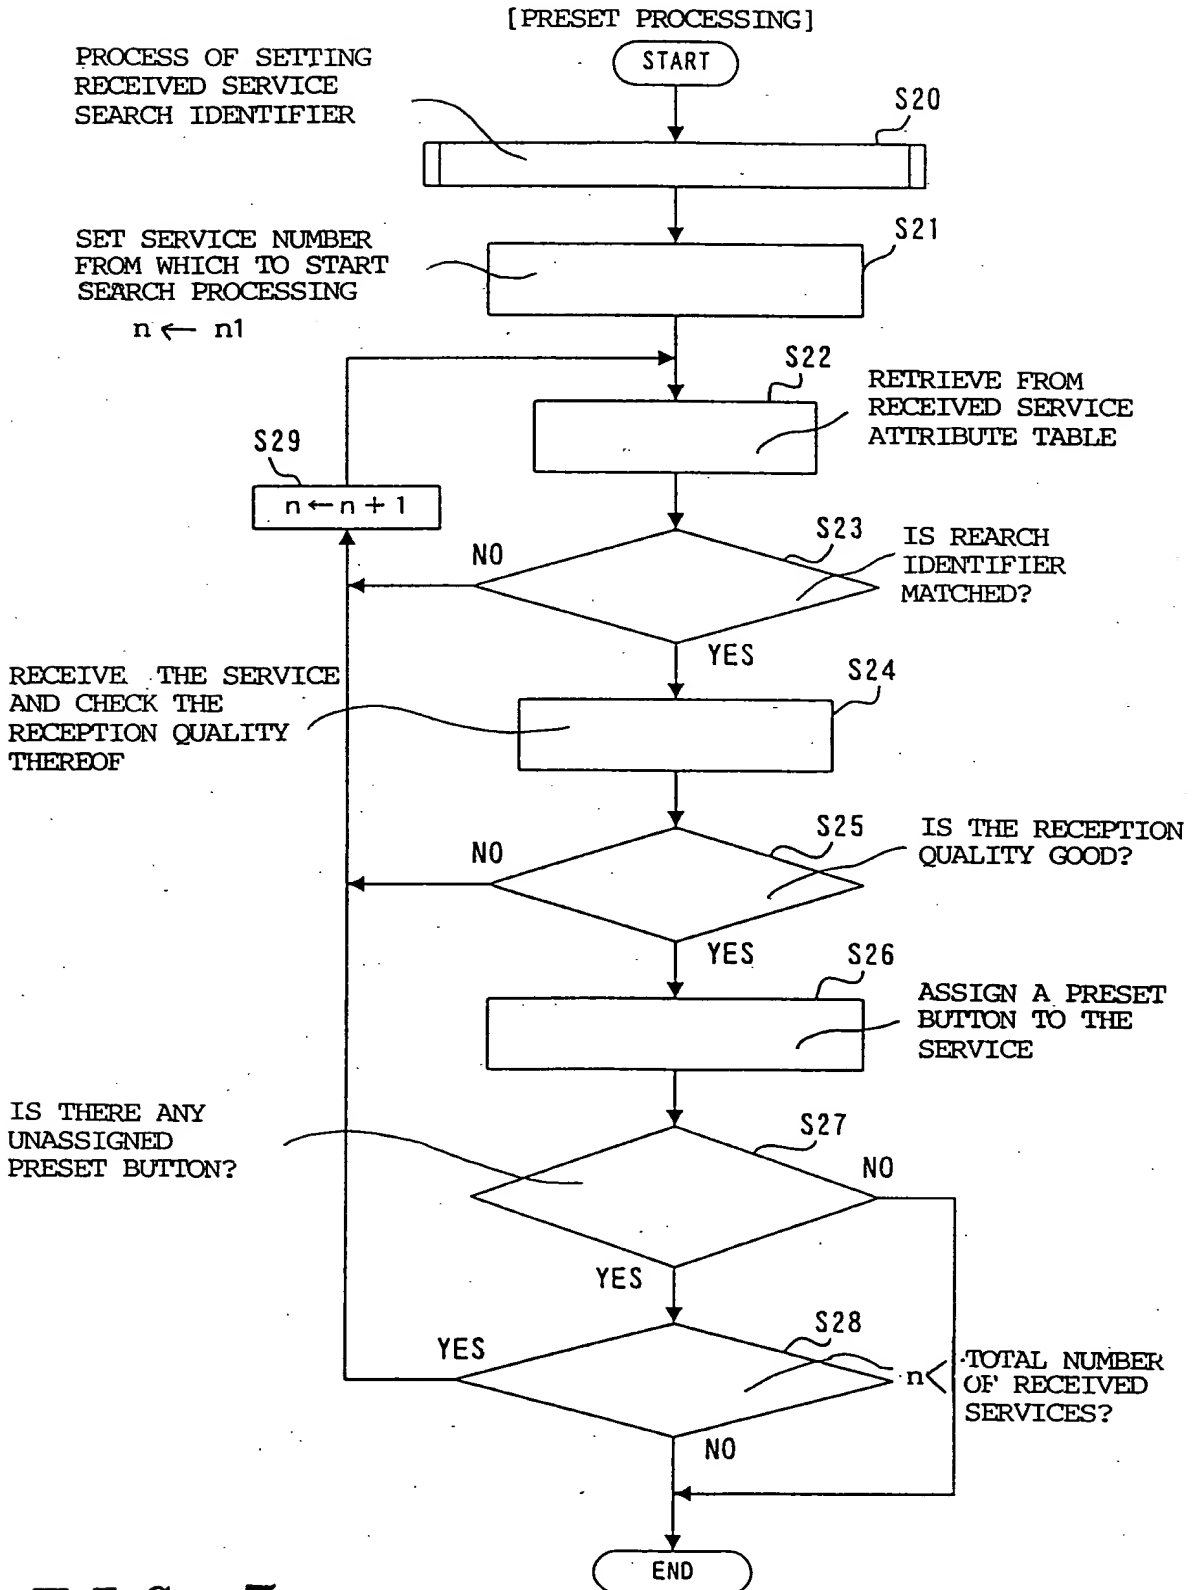 [PRESET PROCESSING]
START
PROCESS OF SETTING
RECEIVED SERVICE
SEARCH IDENTIFIER
S20
SET SERVICE NUMBER
FROM WHICH TO START
SEARCH PROCESSING
n ← n1
S21
S22
RETRIEVE FROM
RECEIVED SERVICE
ATTRIBUTE TABLE
S29
n←n+1
S23
IS REARCH
IDENTIFIER
MATCHED?
NO
YES
RECEIVE THE SERVICE
AND CHECK THE
RECEPTION QUALITY
THEREOF
S24
S25
IS THE RECEPTION
QUALITY GOOD?
NO
YES
S26
ASSIGN A PRESET
BUTTON TO THE
SERVICE
IS THERE ANY
UNASSIGNED
PRESET BUTTON?
S27
NO
YES
S28
YES
n< TOTAL NUMBER
OF RECEIVED
SERVICES?
NO
END